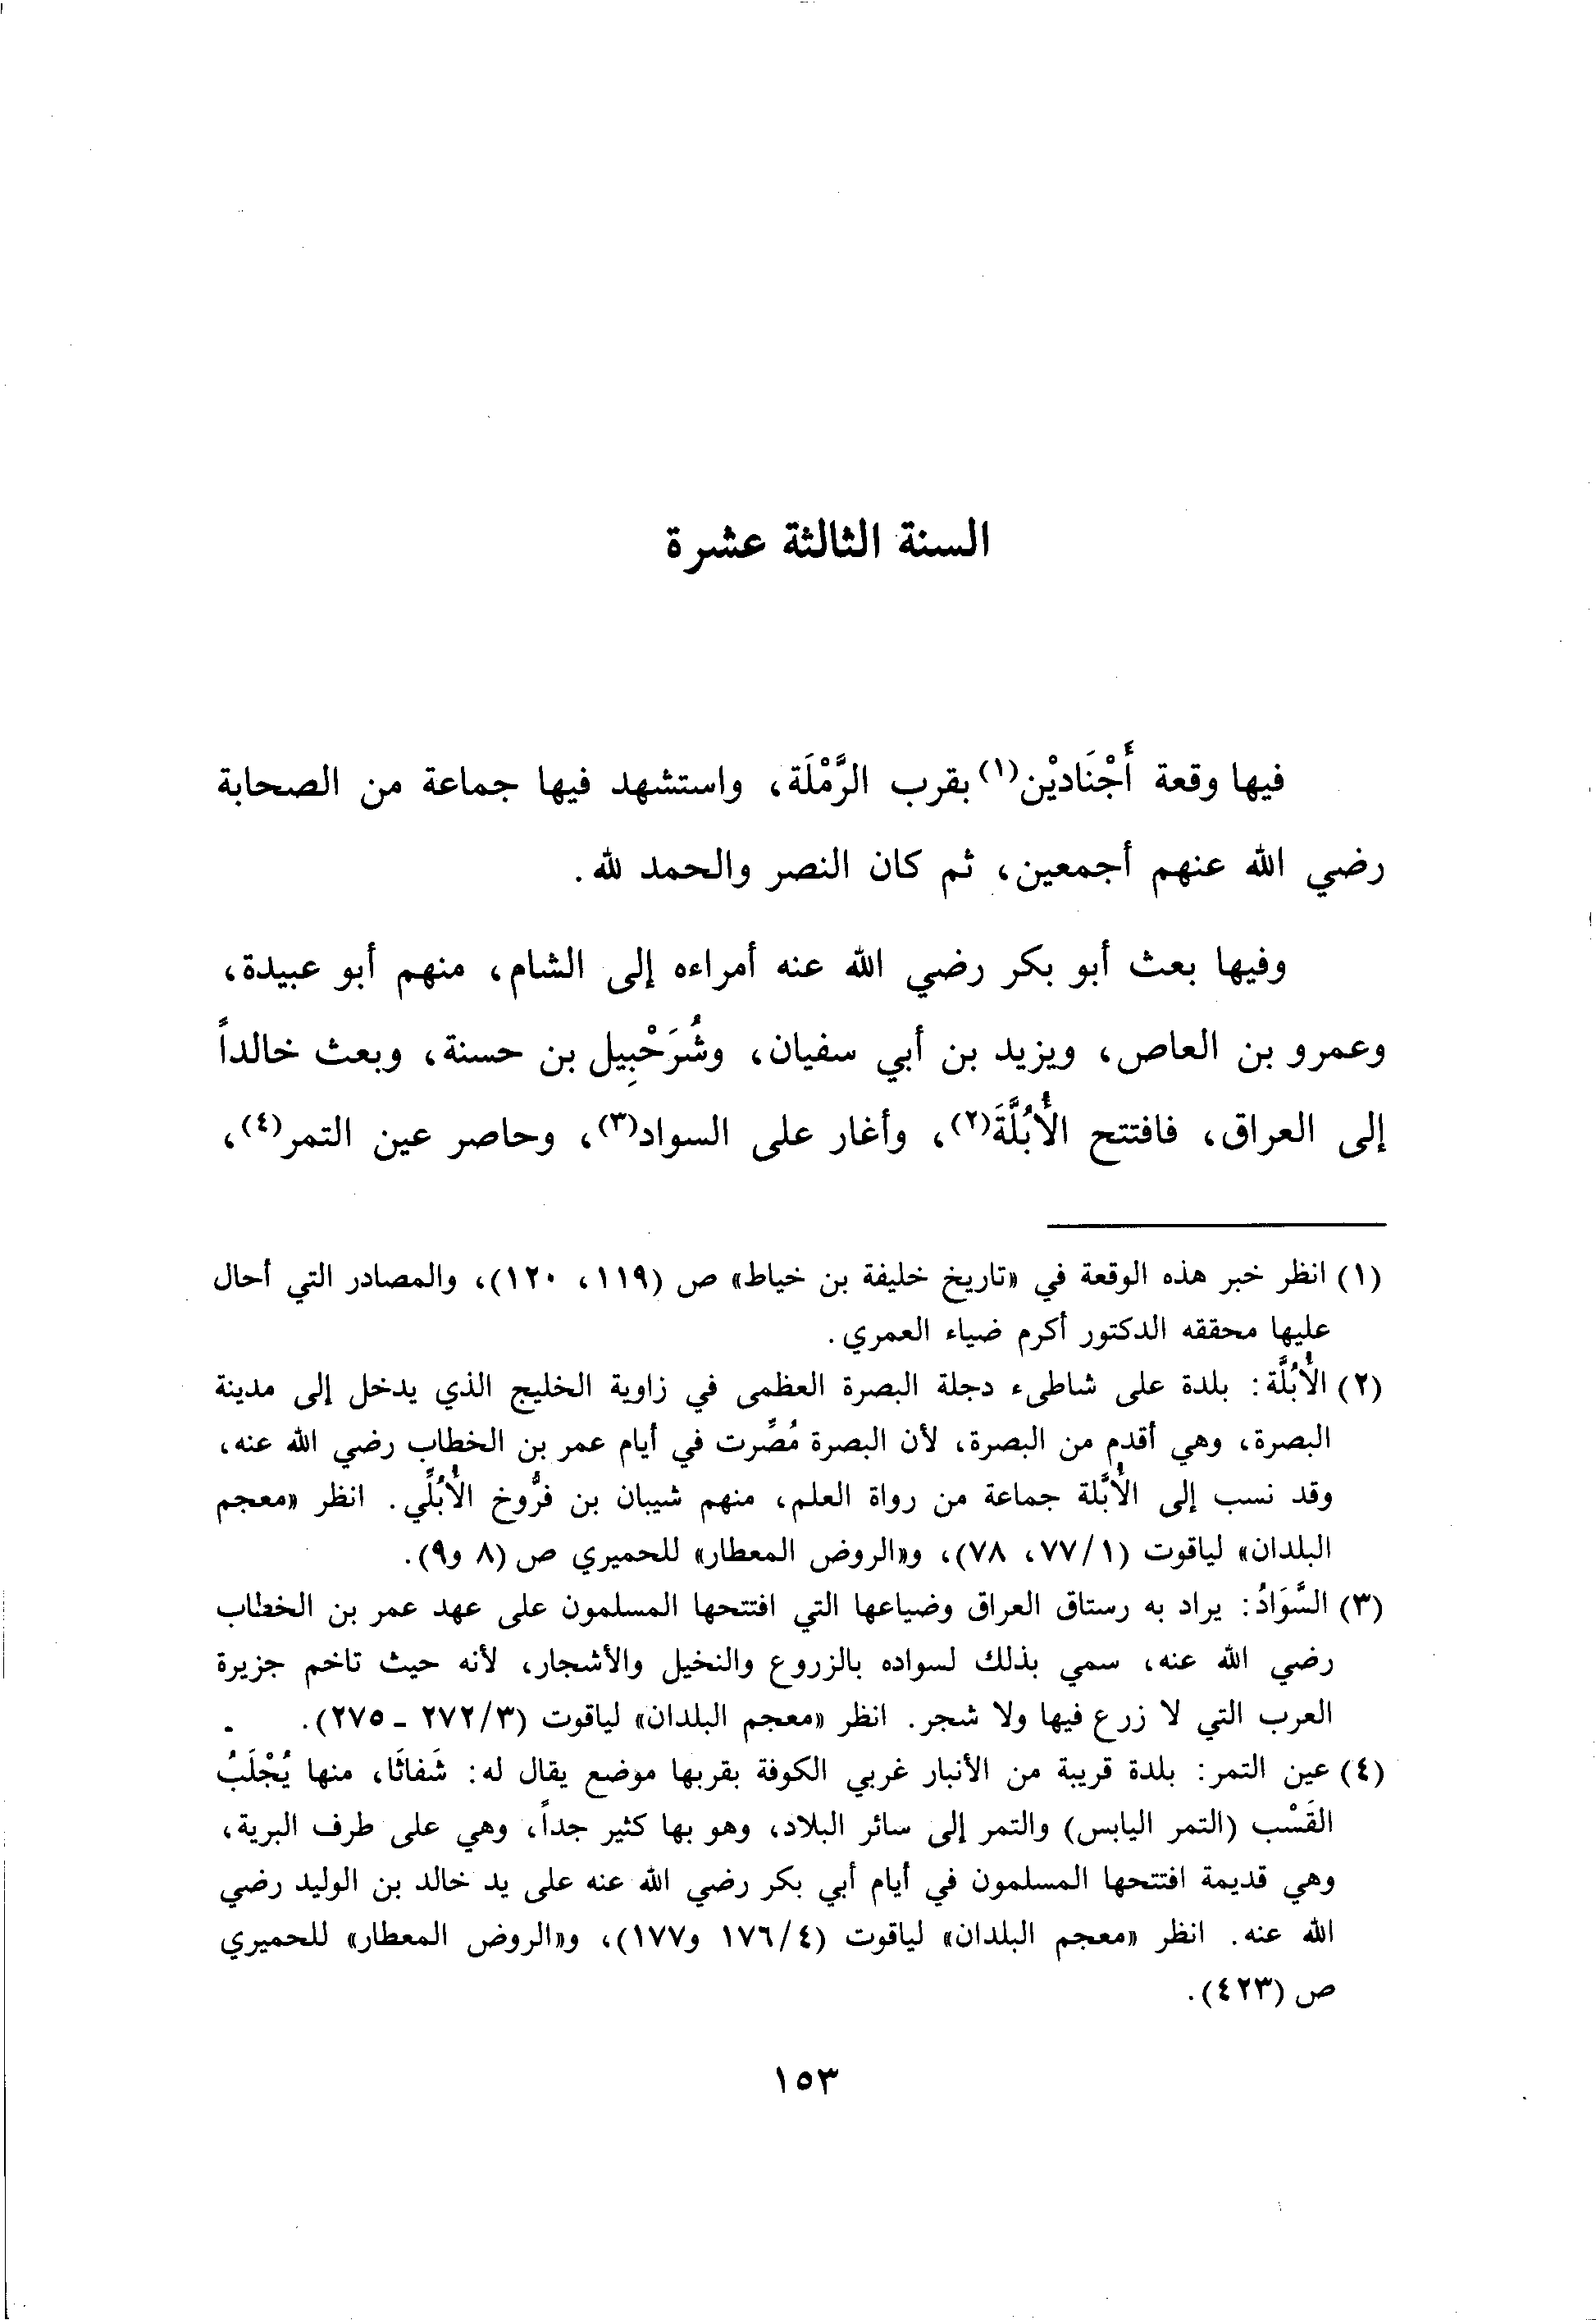 السنة الثالثة عشرة
فيها وقعة أَجْنَاديْن(١) بقرب الرَّمْلَة، واستشهد فيها جماعة من الصحابة
رضي الله عنهم أجمعين، ثم كان النصر والحمد لله.
وفيها بعث أبو بكر رضي الله عنه أمراءه إلى الشام، منهم أبو عبيدة،
وعمرو بن العاص، ويزيد بن أبي سفيان، وشُرَحْبِيل بن حسنة، وبعث خالداً
إلى العراق، فافتتح الأُبُلَّةَ(٢)، وأغار على السواد(٣)، وحاصر عين التمر(٤)،
(١) انظر خبر هذه الوقعة في «تاريخ خليفة بن خياط» ص (١١٩، ١٢٠)، والمصادر التي أحال
عليها محققه الدكتور أكرم ضياء العمري.
(٢) الأُبُلَّة: بلدة على شاطىء دجلة البصرة العظمى في زاوية الخليج الذي يدخل إلى مدينة
البصرة، وهي أقدم من البصرة، لأن البصرة مُصِّرت في أيام عمر بن الخطاب رضي الله عنه،
وقد نسب إلى الأُبلَّة جماعة من رواة العلم، منهم شيبان بن فرُّوخ الأُبُلِّي. انظر «معجم
البلدان» لياقوت (١/ ٧٧، ٧٨)، و«الروض المعطار» للحميري ص (٨ و٩).
(٣) السَّوَادُ: يراد به رستاق العراق وضياعها التي افتتحها المسلمون على عهد عمر بن الخطاب
رضي الله عنه، سمي بذلك لسواده بالزروع والنخيل والأشجار، لأنه حيث تاخم جزيرة
العرب التي لا زرع فيها ولا شجر. انظر «معجم البلدان» لياقوت (٣/ ٢٧٢ ـ ٢٧٥).
(٤) عين التمر: بلدة قريبة من الأنبار غربي الكوفة بقربها موضع يقال له: شَفاثَا، منها يُجْلَبُ
القَسْب (التمر اليابس) والتمر إلى سائر البلاد، وهو بها كثير جداً، وهي على طرف البرية،
وهي قديمة افتتحها المسلمون في أيام أبي بكر رضي الله عنه على يد خالد بن الوليد رضي
الله عنه. انظر «معجم البلدان» لياقوت (٤/ ١٧٦ و١٧٧)، و«الروض المعطار» للحميري
ص (٤٢٣).
١٥٣